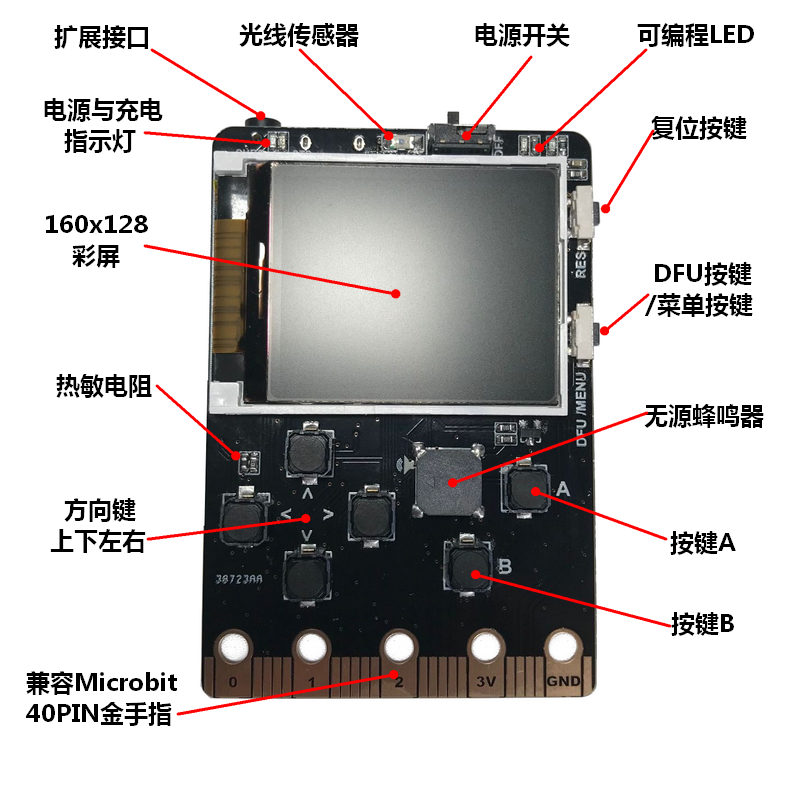 扩展接口
光线传感器
电源开关
可编程LED
电源与充电
指示灯
复位按键
160x128
彩屏
RES
DFU按键
/菜单按键
DFU /MENU
热敏电阻
无源蜂鸣器
A
方向键
上下左右
按键A
B
38723AA
按键B
0
1
2
3V
GND
兼容Microbit
40PIN金手指